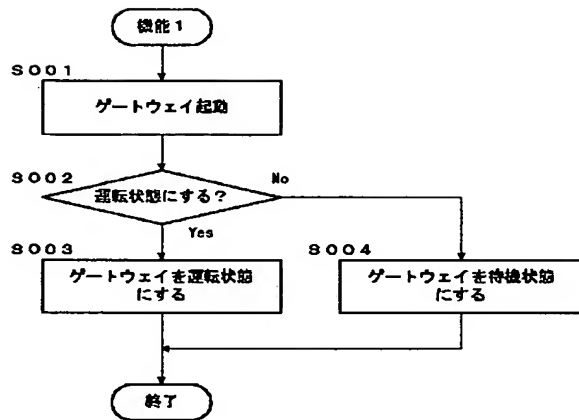 機能1
S001
ゲートウェイ起動
S002
運転状態にする?
No
Yes
S003
ゲートウェイを運転状態
にする
S004
ゲートウェイを待機状態
にする
終了